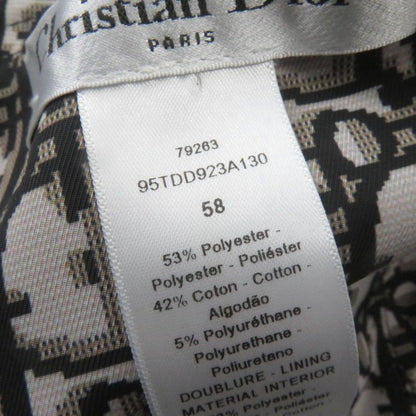 Christian Dior
PARIS
79263
95TDD923A130
58
53% Polyester -
Polyester - Poliéster
42% Coton - Cotton -
Algodão
5% Polyuréthane -
Polyurethane -
Poliuretano
DOUBLURE - LINING
MATERIAL INTERIOR
Polyester -